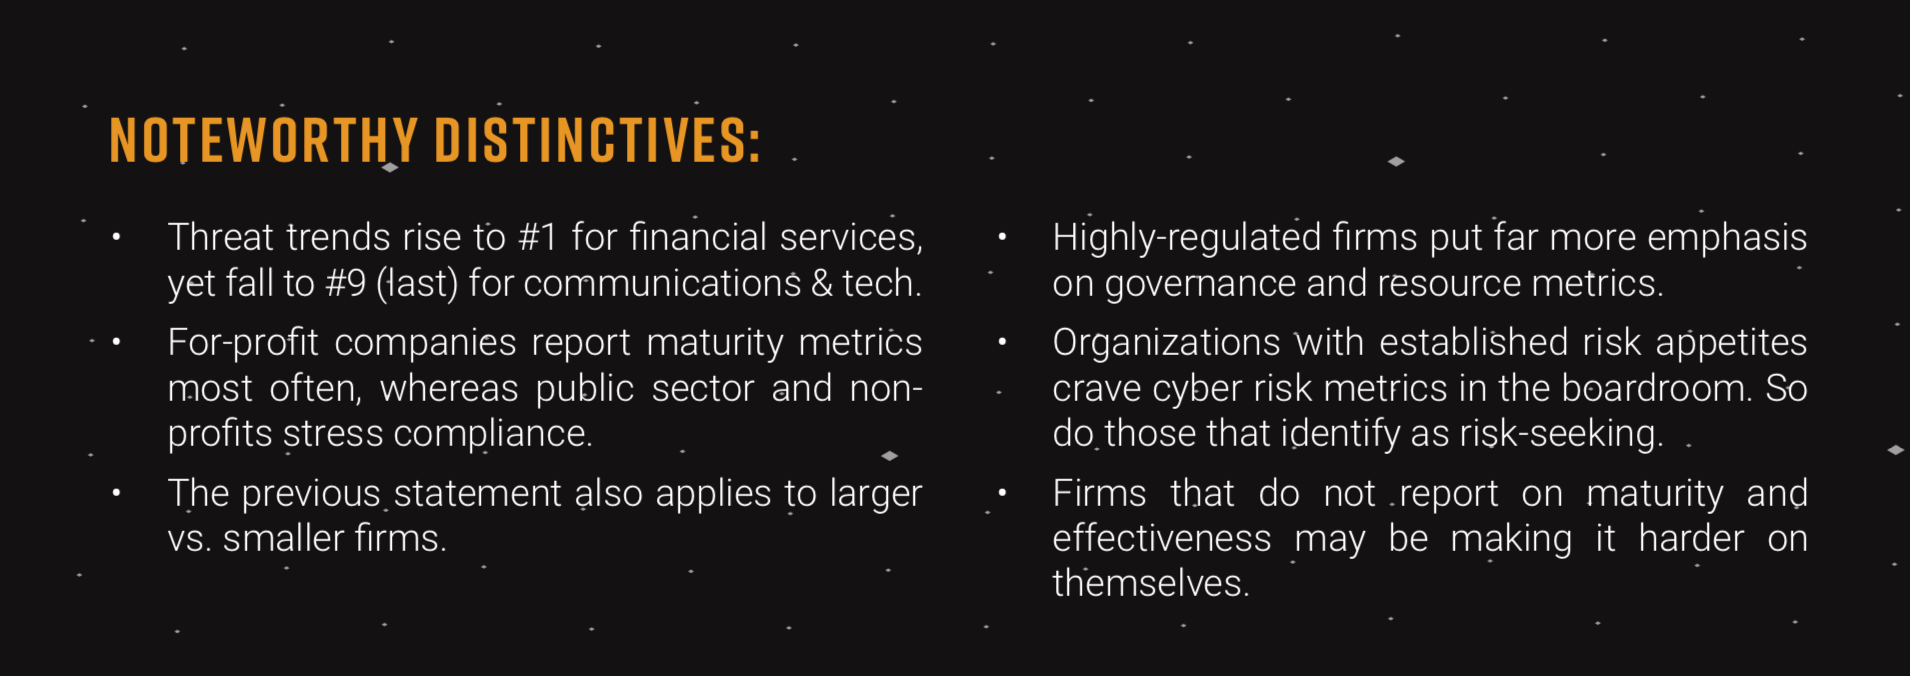 NOTEWORTHY DISTINCTIVES:
• Threat trends rise to #1 for financial services,
yet fall to #9 (last) for communications & tech.
• For-profit companies report maturity metrics
most often, whereas public sector and non-
profits stress compliance.
• The previous statement also applies to larger
vs. smaller firms.
• Highly-regulated firms put far more emphasis
on governance and resource metrics.
• Organizations with established risk appetites
crave cyber risk metrics in the boardroom. So
do those that identify as risk-seeking.
• Firms that do not report on maturity and
effectiveness may be making it harder on
themselves.